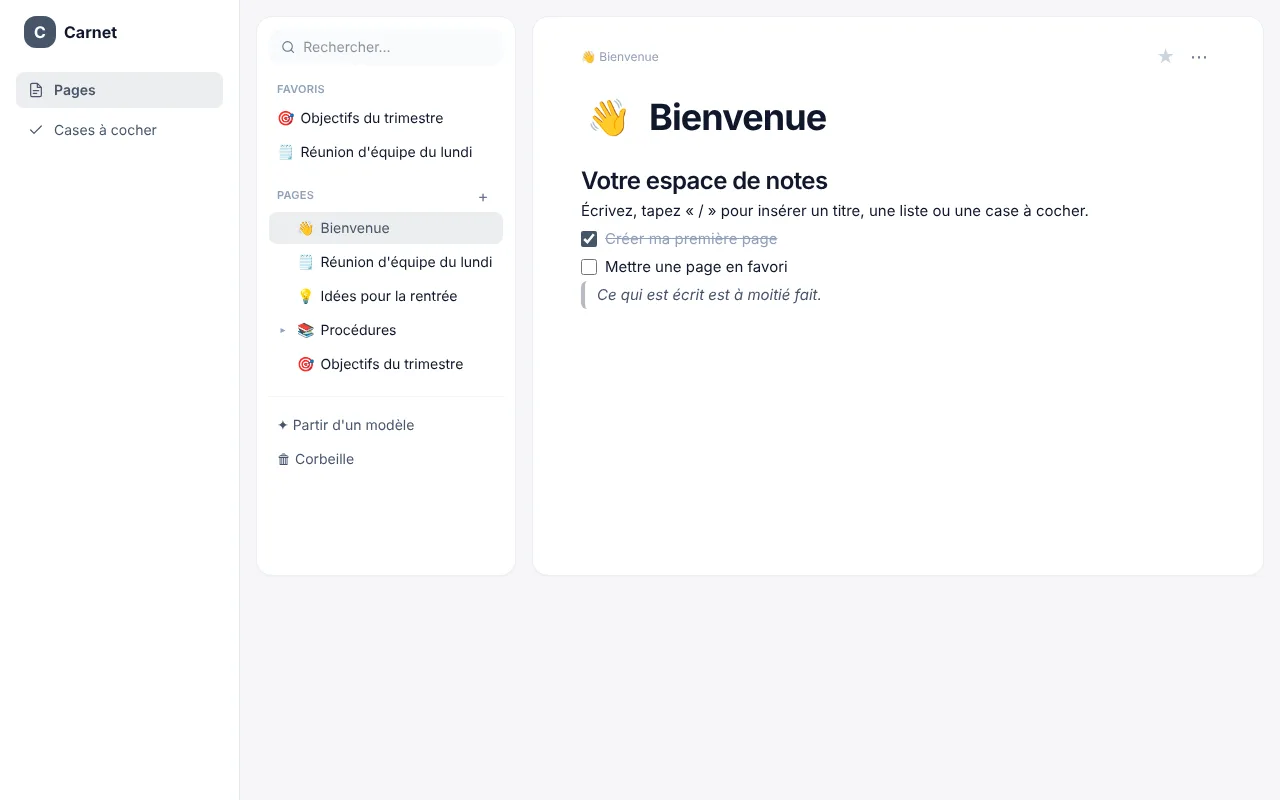 C Carnet
Pages
Cases à cocher
Rechercher...
FAVORIS
🎯 Objectifs du trimestre
🗒️ Réunion d'équipe du lundi
PAGES +
👋 Bienvenue
🗒️ Réunion d'équipe du lundi
💡 Idées pour la rentrée
▸ 📚 Procédures
🎯 Objectifs du trimestre
✦ Partir d'un modèle
🗑 Corbeille
👋 Bienvenue ★ ⋯
👋 Bienvenue
Votre espace de notes
Écrivez, tapez « / » pour insérer un titre, une liste ou une case à cocher.
Créer ma première page
Mettre une page en favori
Ce qui est écrit est à moitié fait.